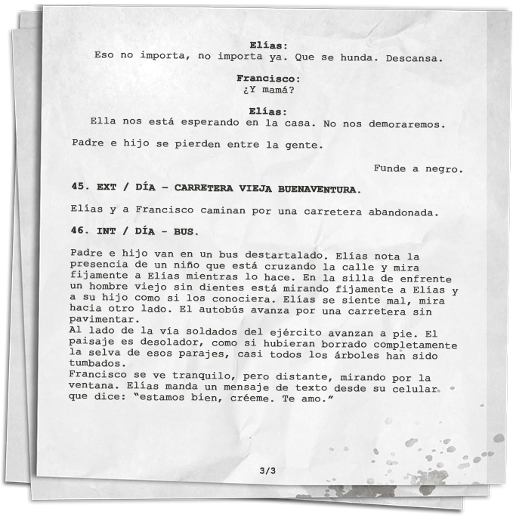 Elías:
Eso no importa, no importa ya. Que se hunda. Descansa.
Francisco:
¿Y mamá?
Elías:
Ella nos está esperando en la casa. No nos demoraremos.
Padre e hijo se pierden entre la gente.
Funde a negro.
45. EXT / DÍA – CARRETERA VIEJA BUENAVENTURA.
Elías y a Francisco caminan por una carretera abandonada.
46. INT / DÍA – BUS.
Padre e hijo van en un bus destartalado. Elías nota la
presencia de un niño que está cruzando la calle y mira
fijamente a Elías mientras lo hace. En la silla de enfrente
un hombre viejo sin dientes está mirando fijamente a Elías y
a su hijo como si los conociera. Elías se siente mal, mira
hacia otro lado. El autobús avanza por una carretera sin
pavimentar.
Al lado de la vía soldados del ejército avanzan a pie. El
paisaje es desolador, como si hubieran borrado completamente
la selva de esos parajes, casi todos los árboles han sido
tumbados.
Francisco se ve tranquilo, pero distante, mirando por la
ventana. Elías manda un mensaje de texto desde su celular
que dice: “estamos bien, créeme. Te amo.”
3/3